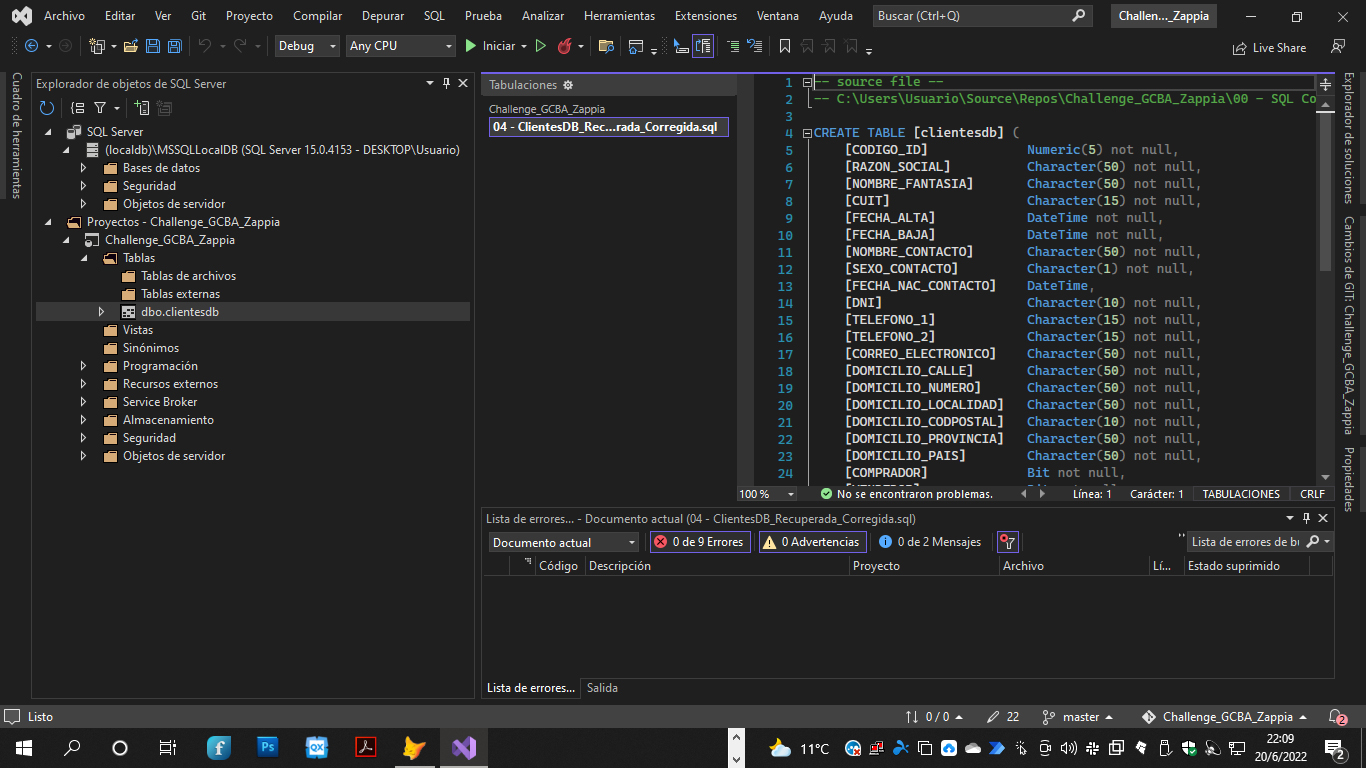 Archivo Editar Ver Git Proyecto Compilar Depurar SQL Prueba Analizar Herramientas Extensiones Ventana Ayuda Buscar (Ctrl+Q) Challen..._Zappia
Debug Any CPU Iniciar Live Share
Cuadro de herramientas
Explorador de objetos de SQL Server
SQL Server
(localdb)\MSSQLLocalDB (SQL Server 15.0.4153 - DESKTOP\Usuario)
Bases de datos
Seguridad
Objetos de servidor
Proyectos - Challenge_GCBA_Zappia
Challenge_GCBA_Zappia
Tablas
Tablas de archivos
Tablas externas
dbo.clientesdb
Vistas
Sinónimos
Programación
Recursos externos
Service Broker
Almacenamiento
Seguridad
Objetos de servidor
Tabulaciones
Challenge_GCBA_Zappia
04 - ClientesDB_Rec...rada_Corregida.sql
1 -- source file --
2 -- C:\Users\Usuario\Source\Repos\Challenge_GCBA_Zappia\00 - SQL Co
3
4 CREATE TABLE [clientesdb] (
5 [CODIGO_ID] Numeric(5) not null,
6 [RAZON_SOCIAL] Character(50) not null,
7 [NOMBRE_FANTASIA] Character(50) not null,
8 [CUIT] Character(15) not null,
9 [FECHA_ALTA] DateTime not null,
10 [FECHA_BAJA] DateTime not null,
11 [NOMBRE_CONTACTO] Character(50) not null,
12 [SEXO_CONTACTO] Character(1) not null,
13 [FECHA_NAC_CONTACTO] DateTime,
14 [DNI] Character(10) not null,
15 [TELEFONO_1] Character(15) not null,
16 [TELEFONO_2] Character(15) not null,
17 [CORREO_ELECTRONICO] Character(50) not null,
18 [DOMICILIO_CALLE] Character(50) not null,
19 [DOMICILIO_NUMERO] Character(50) not null,
20 [DOMICILIO_LOCALIDAD] Character(50) not null,
21 [DOMICILIO_CODPOSTAL] Character(10) not null,
22 [DOMICILIO_PROVINCIA] Character(50) not null,
23 [DOMICILIO_PAIS] Character(50) not null,
24 [COMPRADOR] Bit not null,
100 % No se encontraron problemas. Línea: 1 Carácter: 1 TABULACIONES CRLF
Explorador de soluciones
Cambios de GIT: Challenge_GCBA_Zappia
Propiedades
Lista de errores... - Documento actual (04 - ClientesDB_Recuperada_Corregida.sql)
Documento actual 0 de 9 Errores 0 Advertencias 0 de 2 Mensajes Lista de errores de bú
Código Descripción Proyecto Archivo Lí... Estado suprimido
Lista de errores... Salida
Listo 0 / 0 22 master Challenge_GCBA_Zappia 2
11°C 22:09
20/6/2022 2